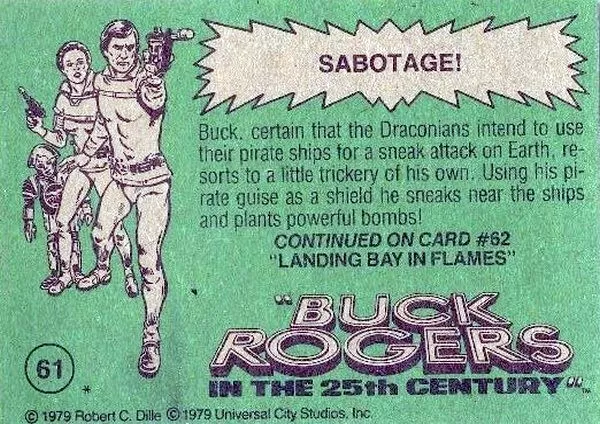 SABOTAGE!
Buck, certain that the Draconians intend to use
their pirate ships for a sneak attack on Earth, re-
sorts to a little trickery of his own. Using his pi-
rate guise as a shield he sneaks near the ships
and plants powerful bombs!
CONTINUED ON CARD #62
"LANDING BAY IN FLAMES"
"BUCK
ROGERS
IN THE 25th CENTURY"™
61
*
© 1979 Robert C. Dille © 1979 Universal City Studios, Inc.